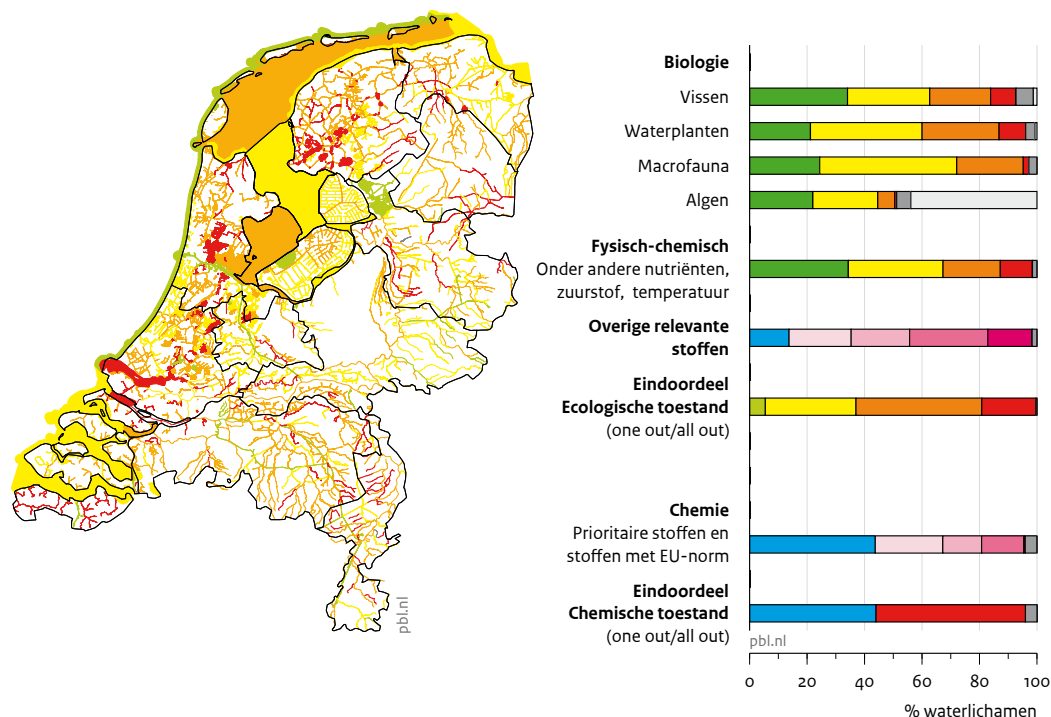 pbl.nl
Biologie
Vissen
Waterplanten
Macrofauna
Algen
Fysisch-chemisch
Onder andere nutriënten,
zuurstof, temperatuur
Overige relevante
stoffen
Eindoordeel
Ecologische toestand
(one out/all out)
Chemie
Prioritaire stoffen en
stoffen met EU-norm
Eindoordeel
Chemische toestand
(one out/all out)
pbl.nl
0 20 40 60 80 100
% waterlichamen